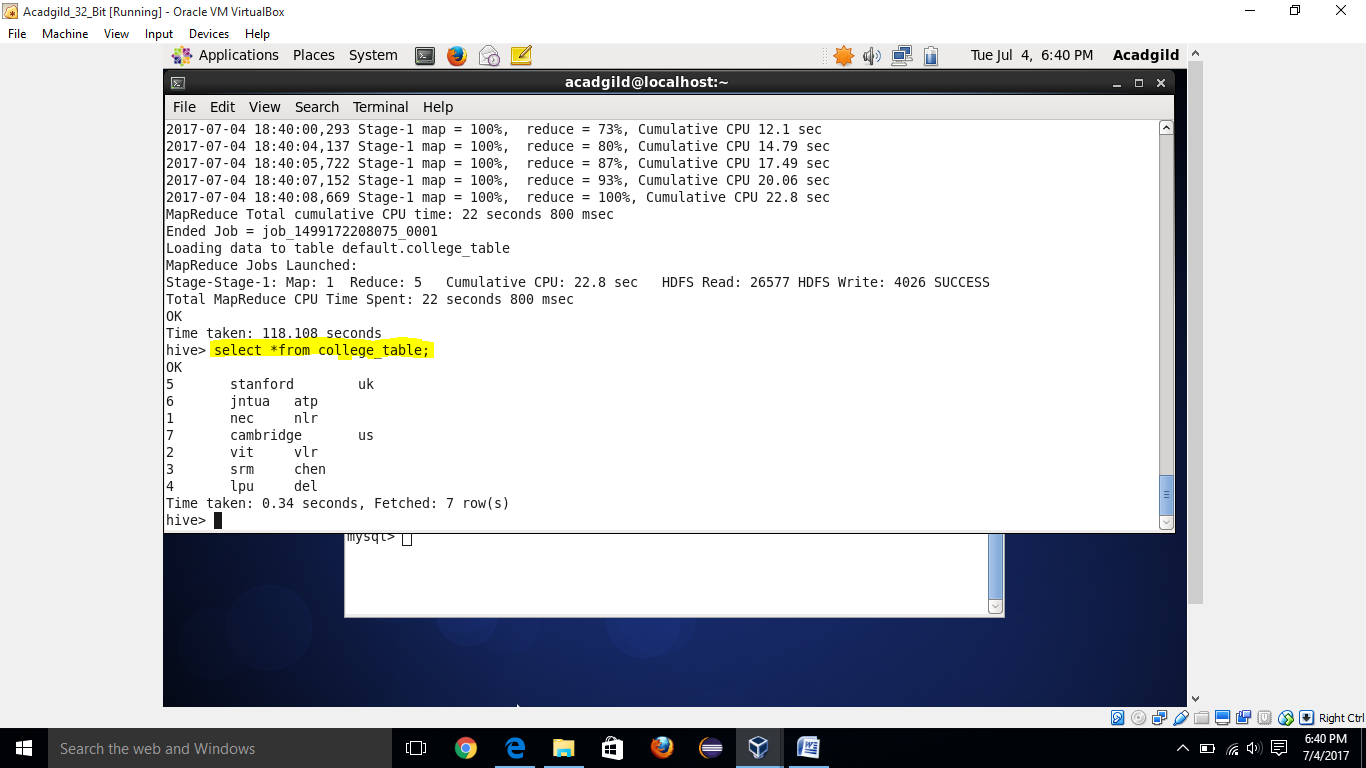 Acadgild_32_Bit [Running] - Oracle VM VirtualBox
File Machine View Input Devices Help
Applications Places System Tue Jul 4, 6:40 PM Acadgild
acadgild@localhost:~
File Edit View Search Terminal Help
2017-07-04 18:40:00,293 Stage-1 map = 100%,  reduce = 73%, Cumulative CPU 12.1 sec
2017-07-04 18:40:04,137 Stage-1 map = 100%,  reduce = 80%, Cumulative CPU 14.79 sec
2017-07-04 18:40:05,722 Stage-1 map = 100%,  reduce = 87%, Cumulative CPU 17.49 sec
2017-07-04 18:40:07,152 Stage-1 map = 100%,  reduce = 93%, Cumulative CPU 20.06 sec
2017-07-04 18:40:08,669 Stage-1 map = 100%,  reduce = 100%, Cumulative CPU 22.8 sec
MapReduce Total cumulative CPU time: 22 seconds 800 msec
Ended Job = job_1499172208075_0001
Loading data to table default.college_table
MapReduce Jobs Launched:
Stage-Stage-1: Map: 1  Reduce: 5   Cumulative CPU: 22.8 sec   HDFS Read: 26577 HDFS Write: 4026 SUCCESS
Total MapReduce CPU Time Spent: 22 seconds 800 msec
OK
Time taken: 118.108 seconds
hive> select *from college_table;
OK
5 stanford uk
6 jntua atp
1 nec nlr
7 cambridge us
2 vit vlr
3 srm chen
4 lpu del
Time taken: 0.34 seconds, Fetched: 7 row(s)
hive>
mysql>
Right Ctrl
Search the web and Windows
6:40 PM
7/4/2017